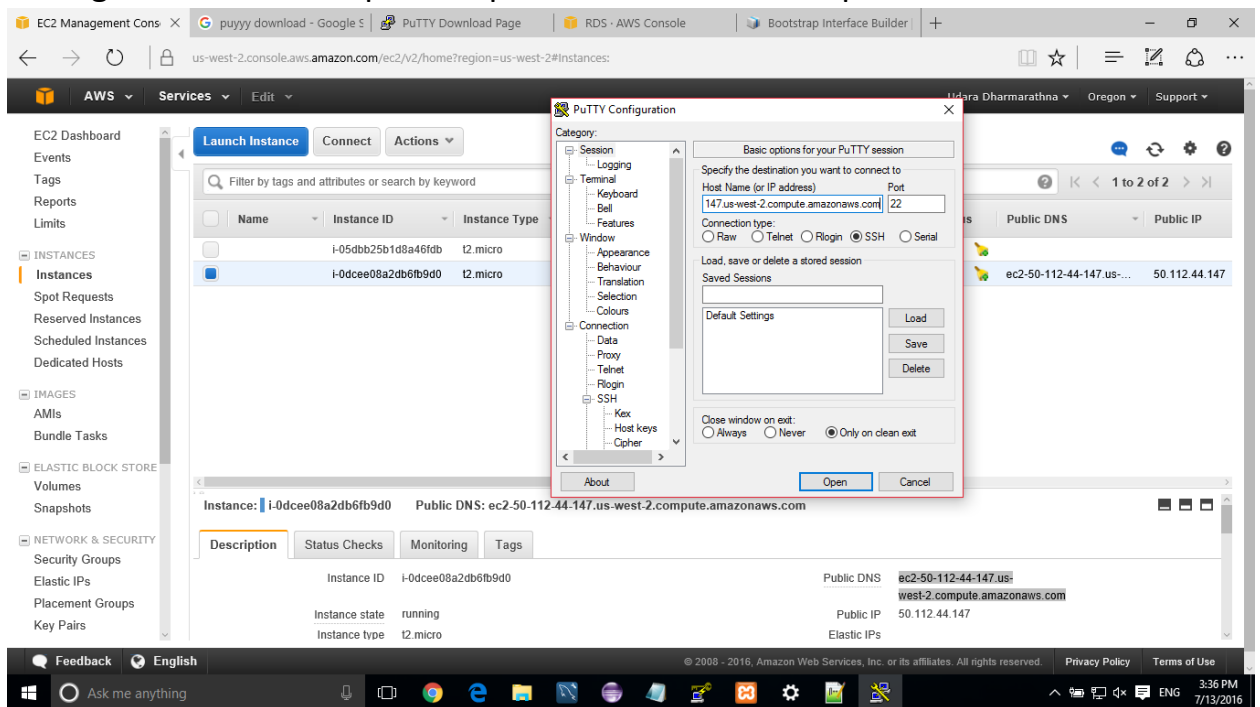 EC2 Management Cons
puyyy download - Google S
PuTTY Download Page
RDS · AWS Console
Bootstrap Interface Builder |
us-west-2.console.aws.amazon.com/ec2/v2/home?region=us-west-2#Instances:
AWS
Services
Edit
Udara Dharmarathna
Oregon
Support
EC2 Dashboard
Events
Tags
Reports
Limits
INSTANCES
Instances
Spot Requests
Reserved Instances
Scheduled Instances
Dedicated Hosts
IMAGES
AMIs
Bundle Tasks
ELASTIC BLOCK STORE
Volumes
Snapshots
NETWORK & SECURITY
Security Groups
Elastic IPs
Placement Groups
Key Pairs
Launch Instance
Connect
Actions
Filter by tags and attributes or search by keyword
1 to 2 of 2
Name
Instance ID
Instance Type
Public DNS
Public IP
i-05dbb25b1d8a46fdb t2.micro
i-0dcee08a2db6fb9d0 t2.micro
ec2-50-112-44-147.us-... 50.112.44.147
PuTTY Configuration
Category:
Session
Logging
Terminal
Keyboard
Bell
Features
Window
Appearance
Behaviour
Translation
Selection
Colours
Connection
Data
Proxy
Telnet
Rlogin
SSH
Kex
Host keys
Cipher
Basic options for your PuTTY session
Specify the destination you want to connect to
Host Name (or IP address) Port
147.us-west-2.compute.amazonaws.com 22
Connection type:
Raw Telnet Rlogin SSH Serial
Load, save or delete a stored session
Saved Sessions
Default Settings
Load
Save
Delete
Close window on exit:
Always Never Only on clean exit
About
Open
Cancel
Instance: i-0dcee08a2db6fb9d0 Public DNS: ec2-50-112-44-147.us-west-2.compute.amazonaws.com
Description
Status Checks
Monitoring
Tags
Instance ID i-0dcee08a2db6fb9d0
Instance state running
Instance type t2.micro
Public DNS ec2-50-112-44-147.us-
west-2.compute.amazonaws.com
Public IP 50.112.44.147
Elastic IPs
Feedback
English
© 2008 - 2016, Amazon Web Services, Inc. or its affiliates. All rights reserved.
Privacy Policy
Terms of Use
Ask me anything
ENG
3:36 PM
7/13/2016